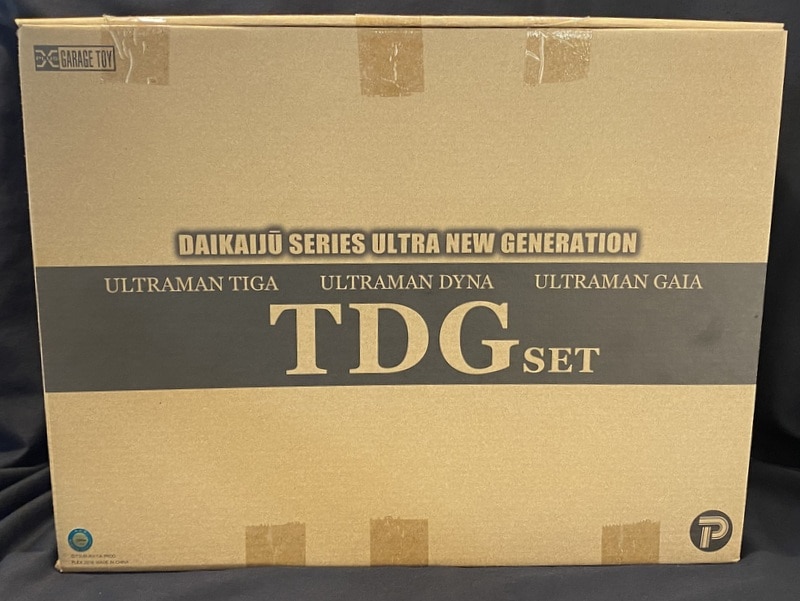 GARAGE TOY
DAIKAIJŪ SERIES ULTRA NEW GENERATION
ULTRAMAN TIGA ULTRAMAN DYNA ULTRAMAN GAIA
TDG SET
P